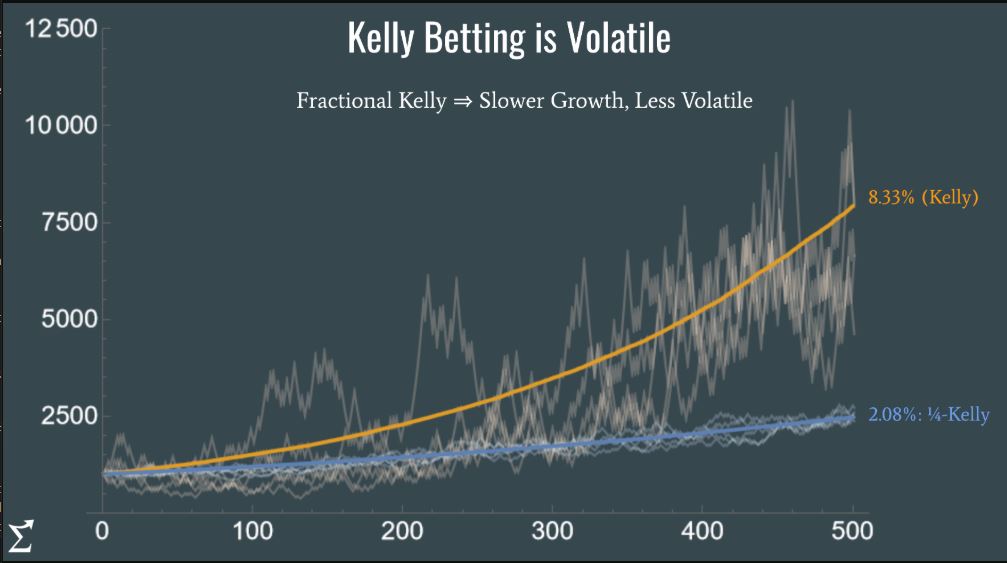 Kelly Betting is Volatile
Fractional Kelly ⇒ Slower Growth, Less Volatile
12 500
10 000
7500
5000
2500
8.33% (Kelly)
2.08%: ¼-Kelly
0 100 200 300 400 500